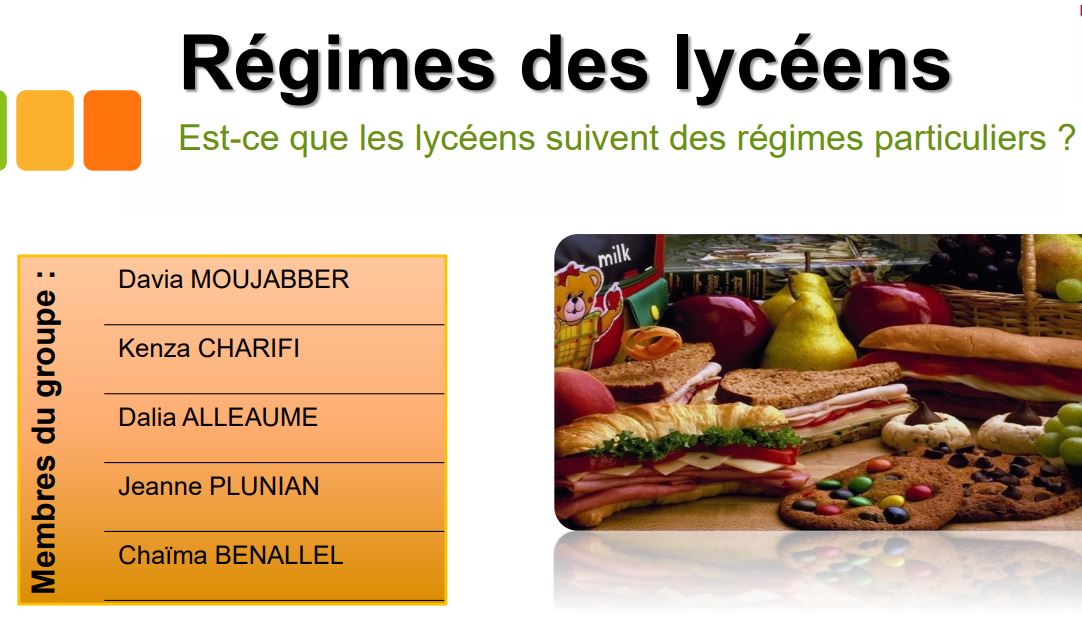 Régimes des lycéens
Est-ce que les lycéens suivent des régimes particuliers ?
Membres du groupe :
Davia MOUJABBER
Kenza CHARIFI
Dalia ALLEAUME
Jeanne PLUNIAN
Chaïma BENALLEL
milk